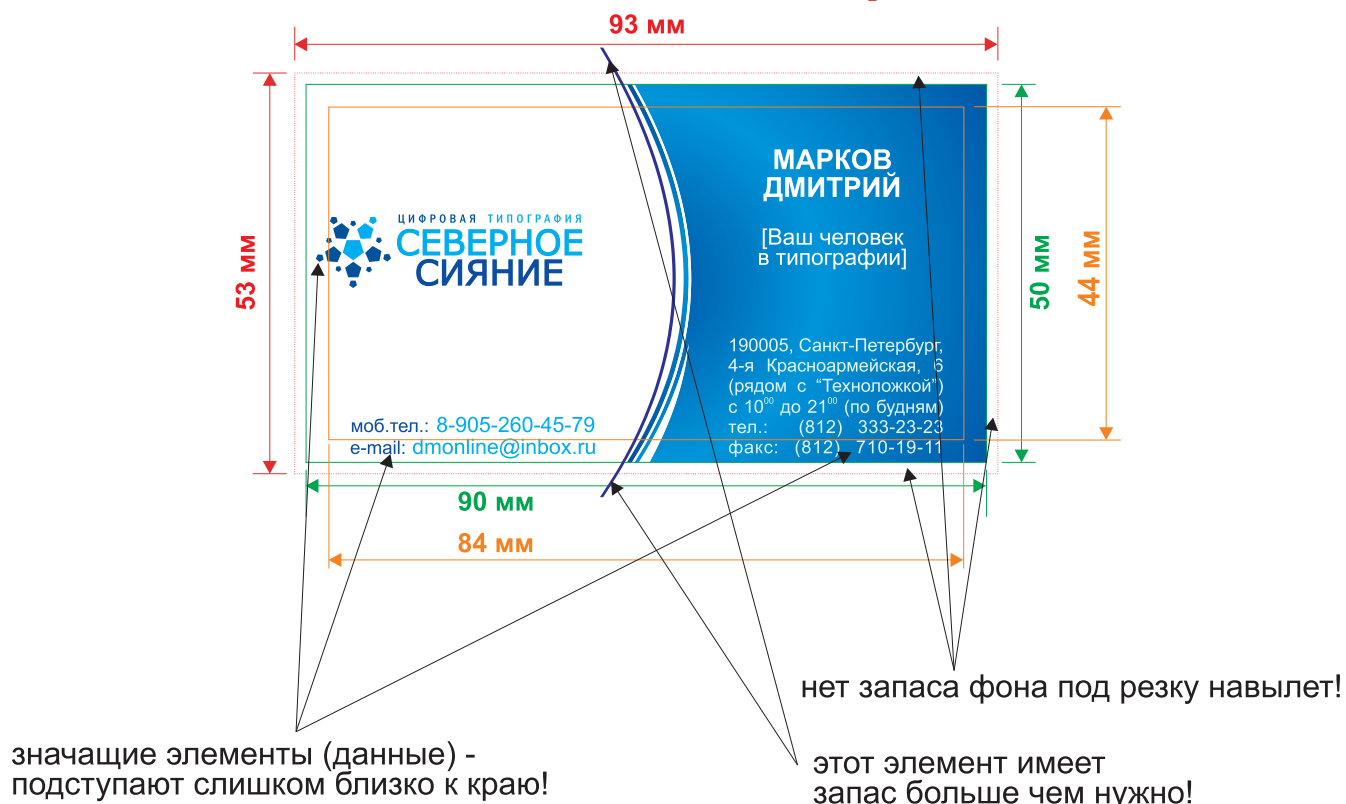 93 мм
53 мм
ЦИФРОВАЯ ТИПОГРАФИЯ
СЕВЕРНОЕ
СИЯНИЕ
моб.тел.: 8-905-260-45-79
e-mail: dmonline@inbox.ru
МАРКОВ
ДМИТРИЙ
[Ваш человек
в типографии]
190005, Санкт-Петербург,
4-я Красноармейская, 6
(рядом с “Техноложкой”)
с 10⁰⁰ до 21⁰⁰ (по будням)
тел.: (812) 333-23-23
факс: (812) 710-19-11
50 мм
44 мм
90 мм
84 мм
нет запаса фона под резку навылет!
значащие элементы (данные) -
подступают слишком близко к краю!
этот элемент имеет
запас больше чем нужно!